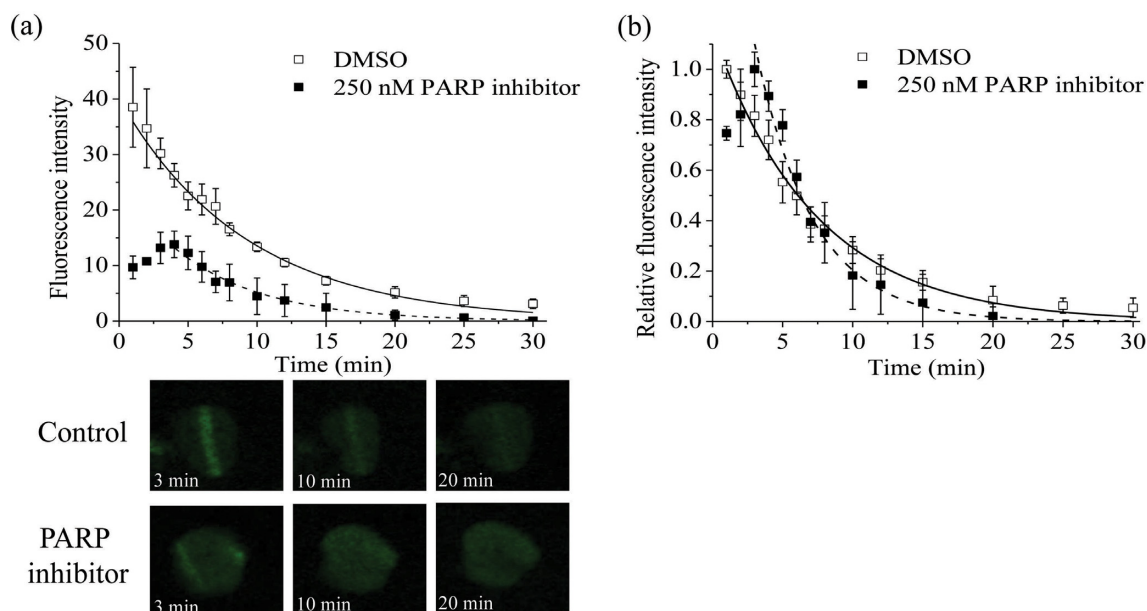 (a)
50
40
30
20
10
0
Fluorescence intensity
DMSO
250 nM PARP inhibitor
0 5 10 15 20 25 30
Time (min)
(b)
1.0
0.8
0.6
0.4
0.2
0.0
Relative fluorescence intensity
DMSO
250 nM PARP inhibitor
0 5 10 15 20 25 30
Time (min)
Control
3 min
10 min
20 min
PARP
inhibitor
3 min
10 min
20 min